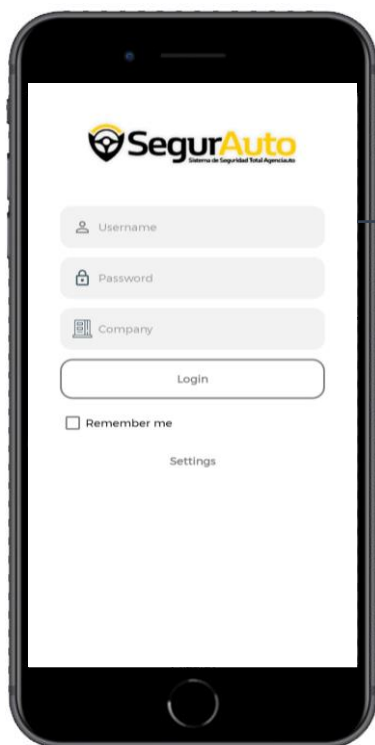 SegurAuto
Sistema de Seguridad Total Agenciauto
Username
Password
Company
Login
Remember me
Settings